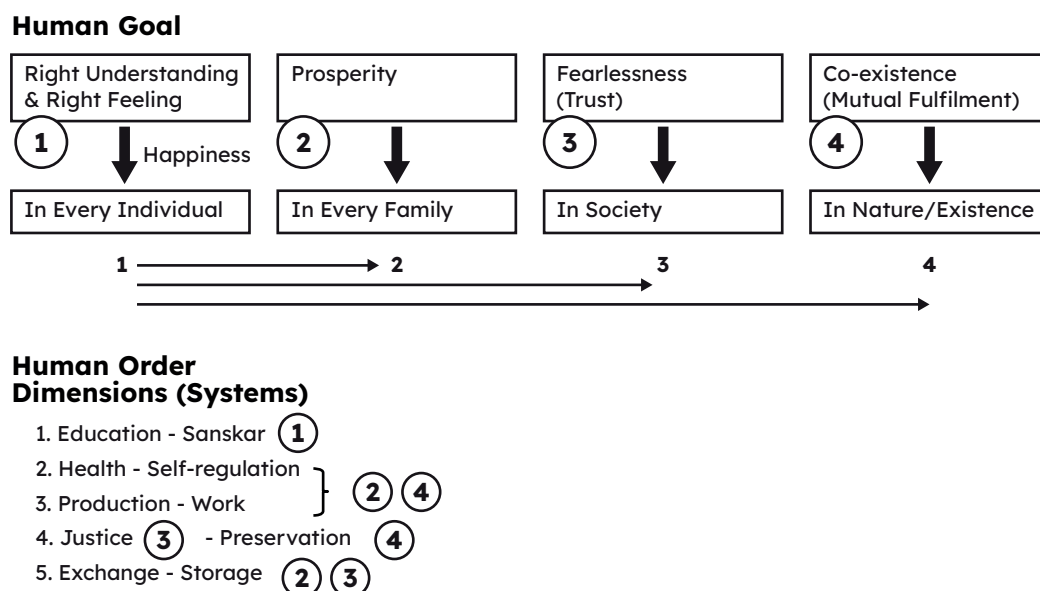 Human Goal
Right Understanding
& Right Feeling
Prosperity
Fearlessness
(Trust)
Co-existence
(Mutual Fulfilment)
1
Happiness
2
3
4
In Every Individual
In Every Family
In Society
In Nature/Existence
1
2
3
4
Human Order
Dimensions (Systems)
1. Education - Sanskar 1
2. Health - Self-regulation
3. Production - Work
2 4
4. Justice 3 - Preservation 4
5. Exchange - Storage 2 3